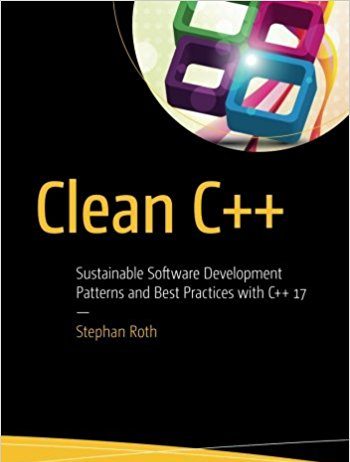 Clean C++
Sustainable Software Development
Patterns and Best Practices with C++ 17
—
Stephan Roth